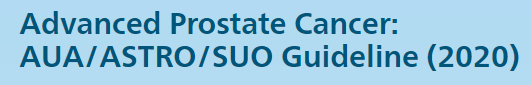 Advanced Prostate Cancer:
AUA/ASTRO/SUO Guideline (2020)